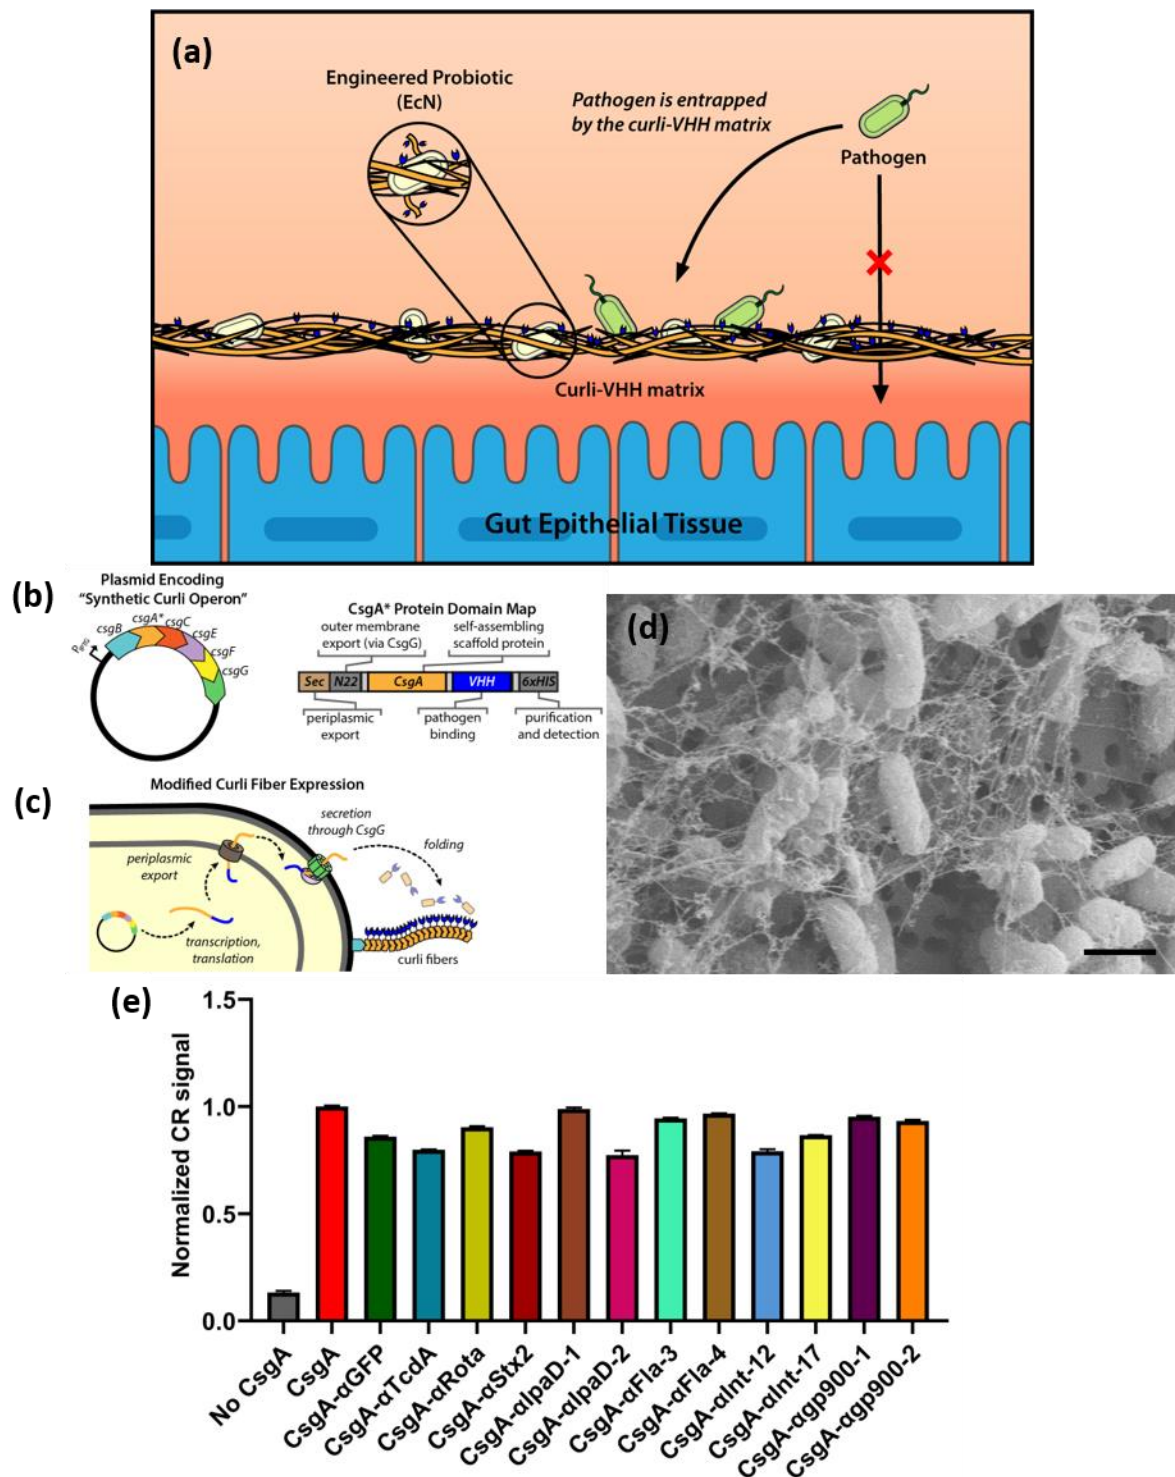 (a)
Engineered Probiotic
(EcN)
Pathogen is entrapped
by the curli-VHH matrix
Pathogen
Curli-VHH matrix
Gut Epithelial Tissue
(b)
Plasmid Encoding
"Synthetic Curli Operon"
csgB
csgA*
csgC
csgE
csgF
csgG
CsgA* Protein Domain Map
outer membrane
export (via CsgG)
self-assembling
scaffold protein
Sec N22 CsgA VHH 6xHIS
periplasmic
export
pathogen
binding
purification
and detection
(c)
Modified Curli Fiber Expression
periplasmic
export
secretion
through CsgG
folding
transcription,
translation
curli fibers
(d)
(e)
Normalized CR signal
1.5
1.0
0.5
0.0
No CsgA
CsgA
CsgA-αGFP
CsgA-αTcdA
CsgA-αRota
CsgA-αStx2
CsgA-αIpaD-1
CsgA-αIpaD-2
CsgA-αFla-3
CsgA-αFla-4
CsgA-αInt-12
CsgA-αInt-17
CsgA-αgp900-1
CsgA-αgp900-2